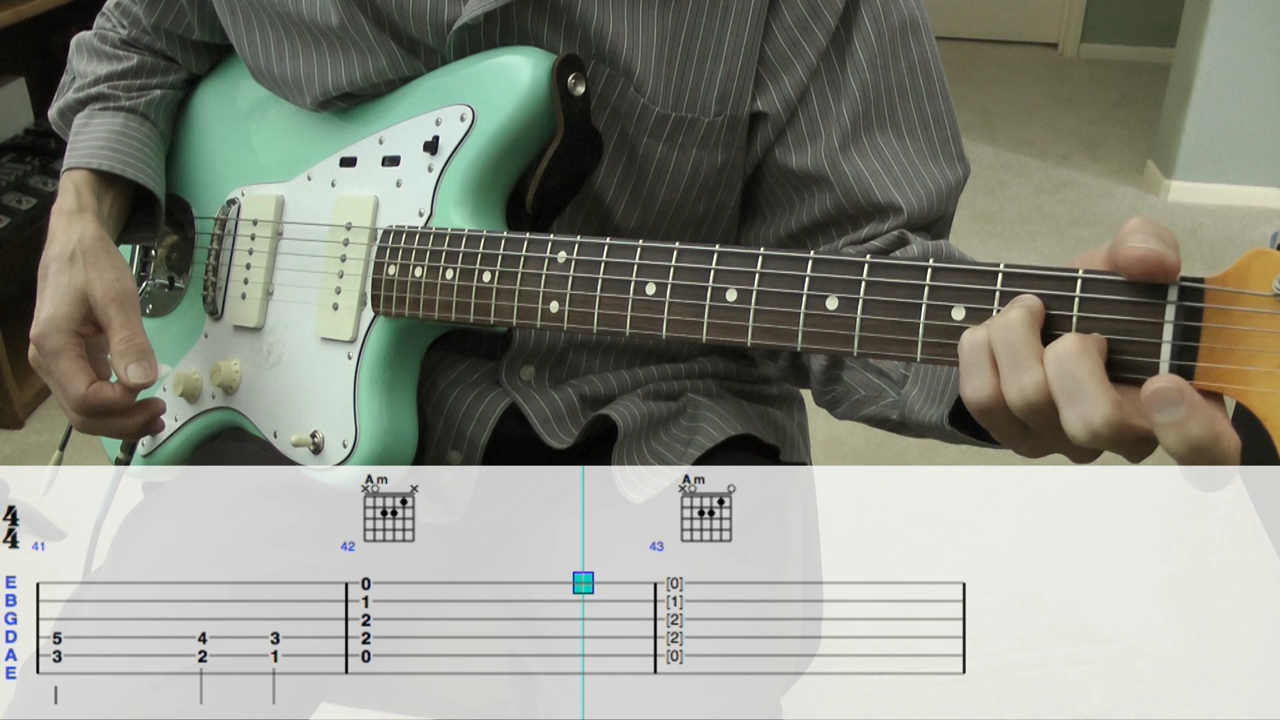 Am Am
x○ x x○ ○
4
4
41 42 43
E 0 [0]
B 1 [1]
G 2 [2]
D 5 4 3 2 [2]
A 3 2 1 0 [0]
E